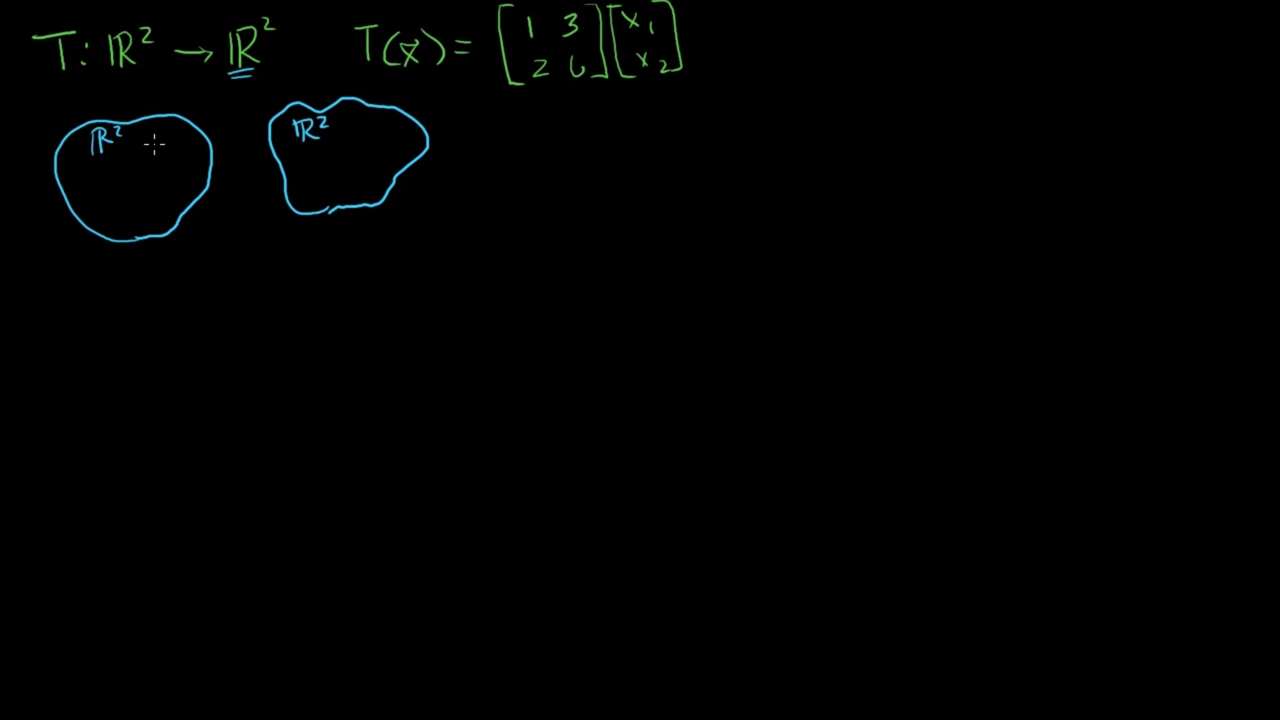 T: ℝ² → ℝ² T(x⃗) = [1 3; 2 6][x₁; x₂]
ℝ² ℝ²